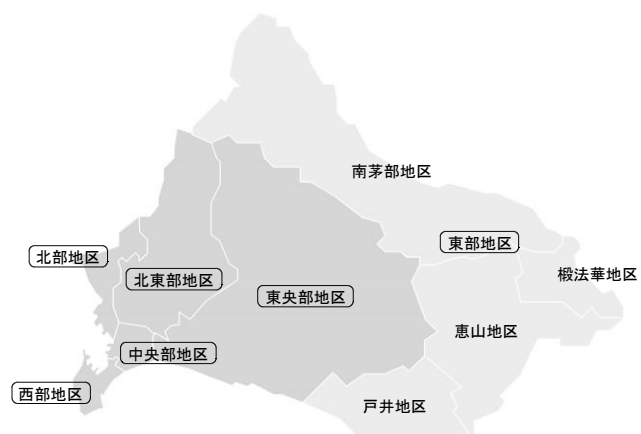 南茅部地区
東部地区
北部地区
椴法華地区
北東部地区
東央部地区
恵山地区
中央部地区
西部地区
戸井地区